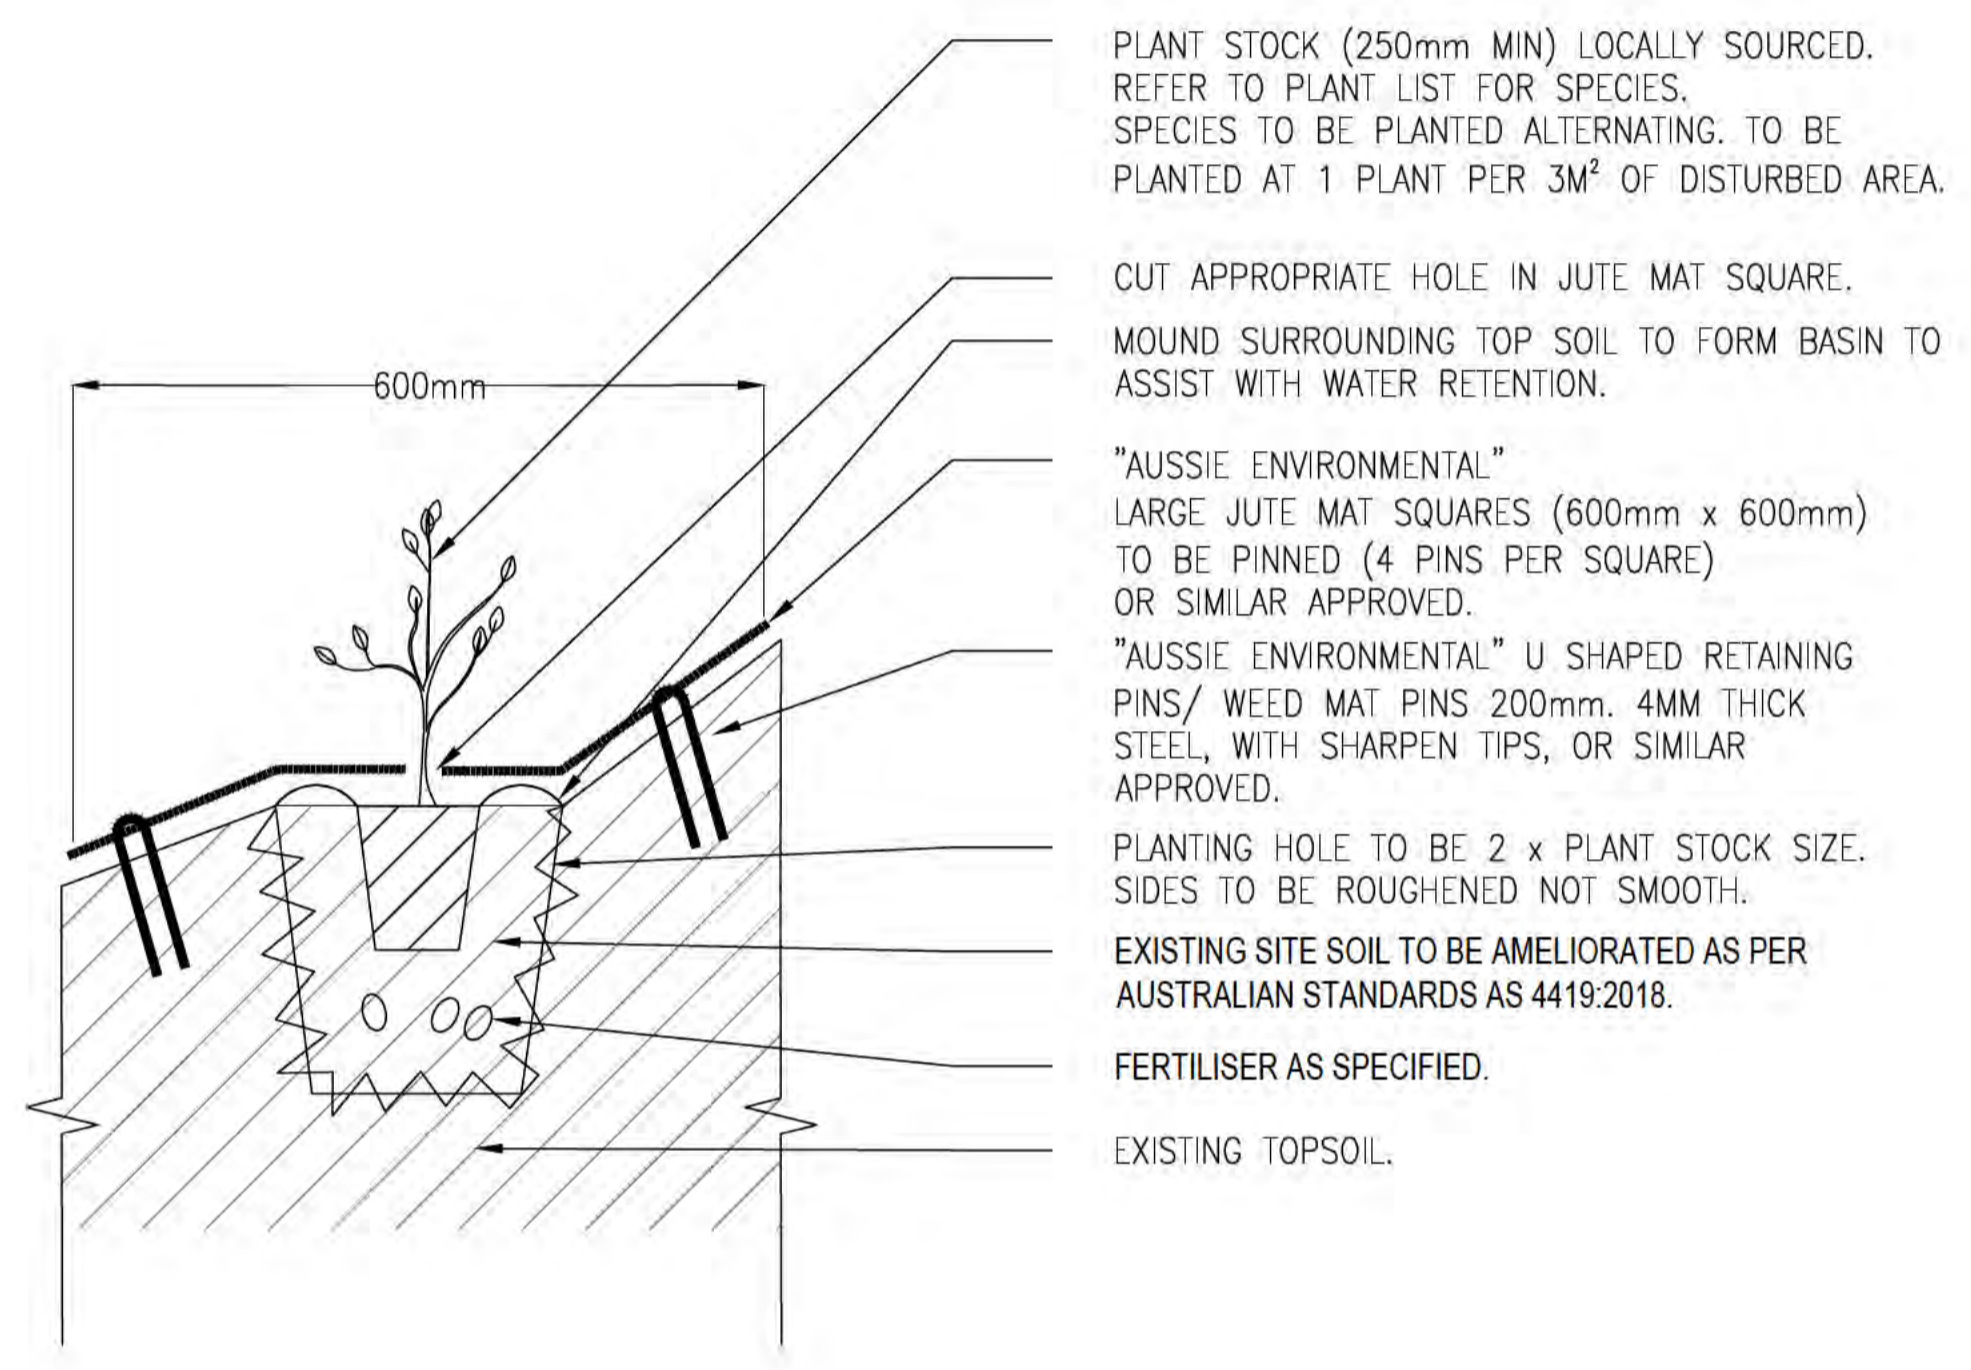 PLANT STOCK (250mm MIN) LOCALLY SOURCED.
REFER TO PLANT LIST FOR SPECIES.
SPECIES TO BE PLANTED ALTERNATING. TO BE
PLANTED AT 1 PLANT PER 3M² OF DISTURBED AREA.
CUT APPROPRIATE HOLE IN JUTE MAT SQUARE.
MOUND SURROUNDING TOP SOIL TO FORM BASIN TO
ASSIST WITH WATER RETENTION.
600mm
"AUSSIE ENVIRONMENTAL"
LARGE JUTE MAT SQUARES (600mm x 600mm)
TO BE PINNED (4 PINS PER SQUARE)
OR SIMILAR APPROVED.
"AUSSIE ENVIRONMENTAL" U SHAPED RETAINING
PINS/ WEED MAT PINS 200mm. 4MM THICK
STEEL, WITH SHARPEN TIPS, OR SIMILAR
APPROVED.
PLANTING HOLE TO BE 2 x PLANT STOCK SIZE.
SIDES TO BE ROUGHENED NOT SMOOTH.
EXISTING SITE SOIL TO BE AMELIORATED AS PER
AUSTRALIAN STANDARDS AS 4419:2018.
FERTILISER AS SPECIFIED.
EXISTING TOPSOIL.